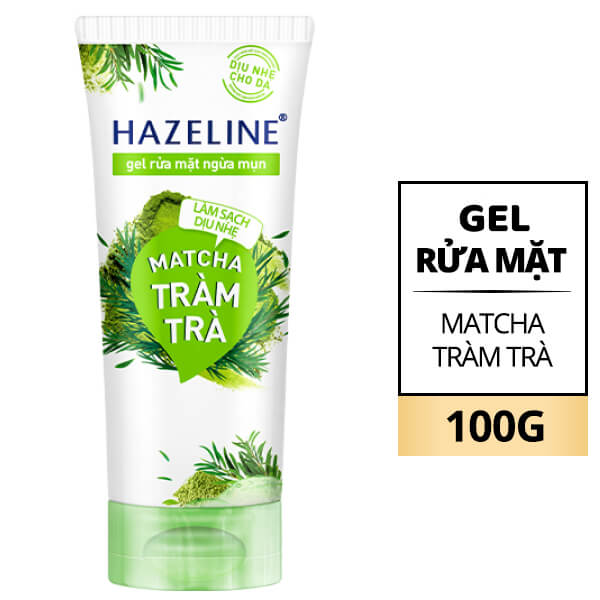 DỊU NHẸ
CHO DA
HAZELINE®
gel rửa mặt ngừa mụn
LÀM SẠCH
DỊU NHẸ
MATCHA
TRÀM
TRÀ
GEL
RỬA MẶT
MATCHA
TRÀM TRÀ
100G